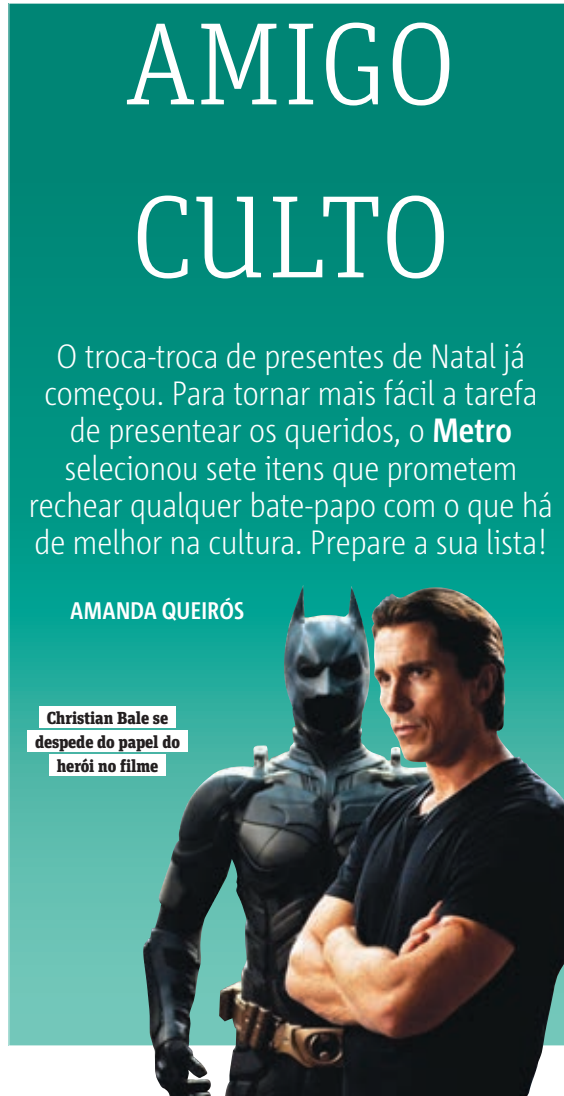 AMIGO
CULTO
O troca-troca de presentes de Natal já
começou. Para tornar mais fácil a tarefa
de presentear os queridos, o Metro
selecionou sete itens que prometem
rechear qualquer bate-papo com o que há
de melhor na cultura. Prepare a sua lista!
AMANDA QUEIRÓS
Christian Bale se
despede do papel do
herói no filme